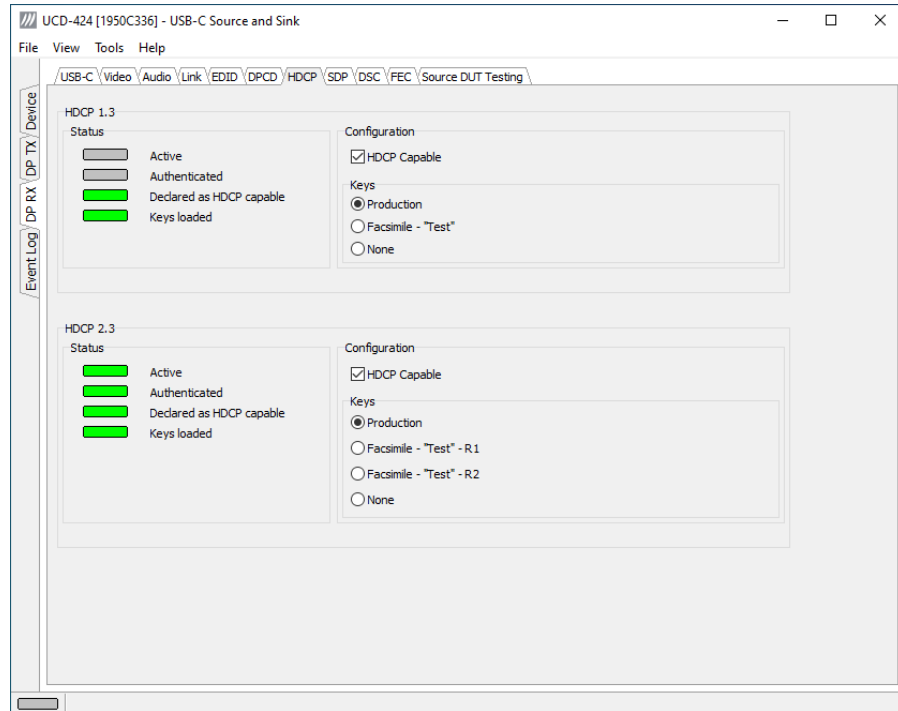 UCD-424 [1950C336] - USB-C Source and Sink
File View Tools Help
USB-C Video Audio Link EDID DPCD HDCP SDP DSC FEC Source DUT Testing
Device
DP TX
DP RX
Event Log
HDCP 1.3
Status
Active
Authenticated
Declared as HDCP capable
Keys loaded
Configuration
HDCP Capable
Keys
Production
Facsimile - "Test"
None
HDCP 2.3
Status
Active
Authenticated
Declared as HDCP capable
Keys loaded
Configuration
HDCP Capable
Keys
Production
Facsimile - "Test" - R1
Facsimile - "Test" - R2
None